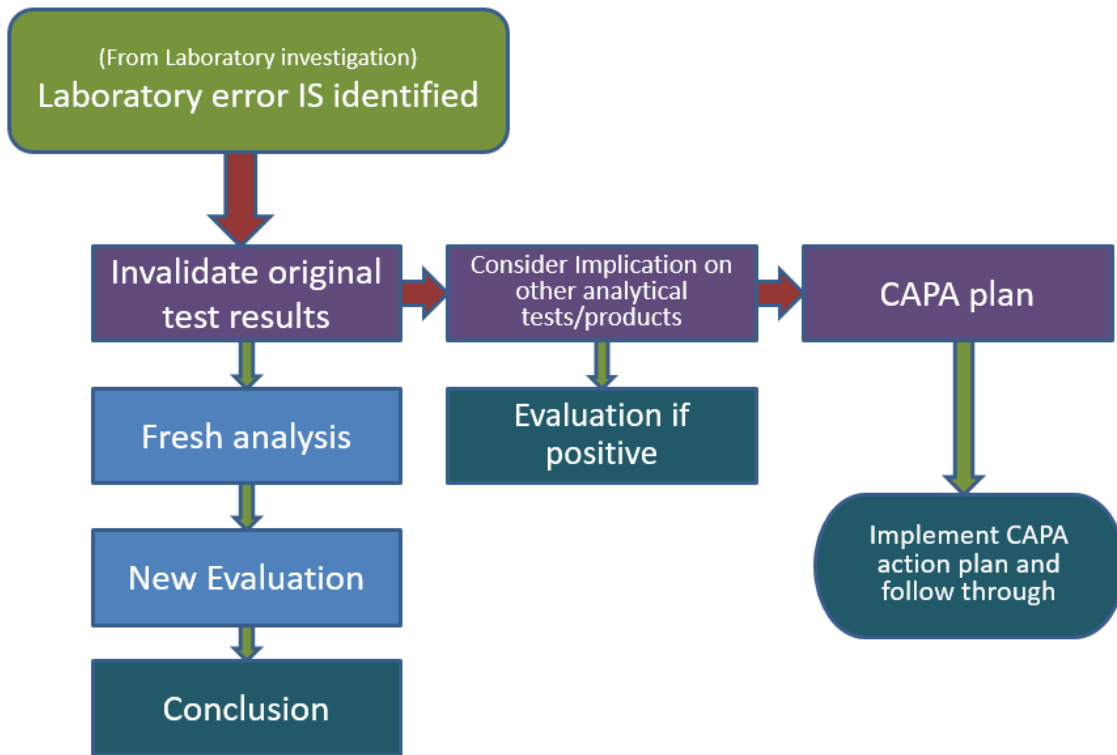 (From Laboratory investigation)
Laboratory error IS identified
Invalidate original
test results
Consider Implication on
other analytical
tests/products
CAPA plan
Fresh analysis
Evaluation if
positive
New Evaluation
Implement CAPA
action plan and
follow through
Conclusion